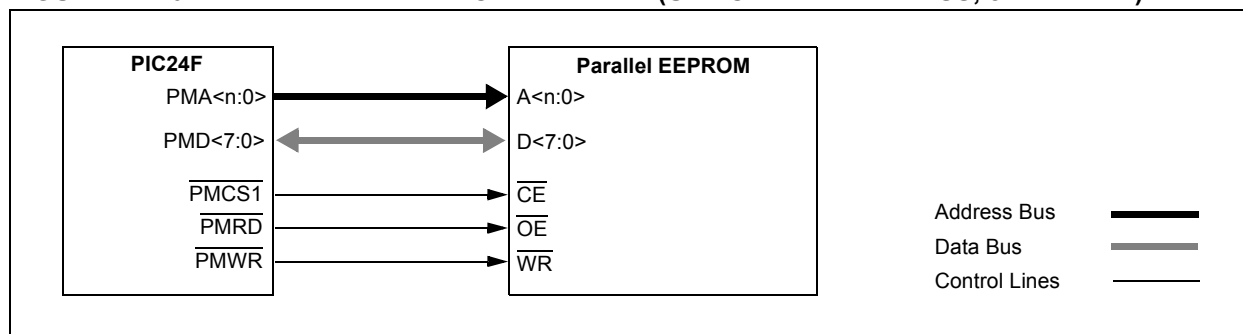 PIC24F
Parallel EEPROM
PMA<n:0>
A<n:0>
PMD<7:0>
D<7:0>
PMCS1
CE
PMRD
OE
PMWR
WR
Address Bus
Data Bus
Control Lines